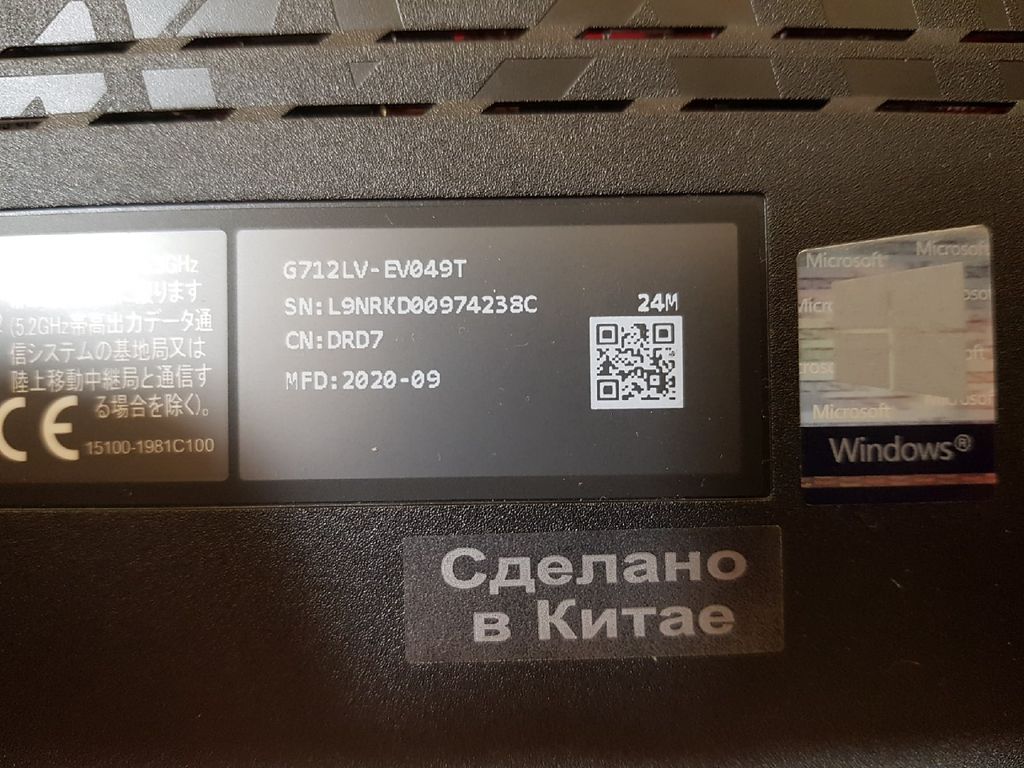 GHz
ります
(5.2GHz帯高出力データ通
信システムの基地局又は
陸上移動中継局と通信す
る場合を除く)。
CE
15100-1981C100
G712LV-EV049T
SN:L9NRKD00974238C
CN:DRD7
MFD:2020-09
24M
Microsoft
Microsoft
Microsoft
Windows®
Сделано
в Китае